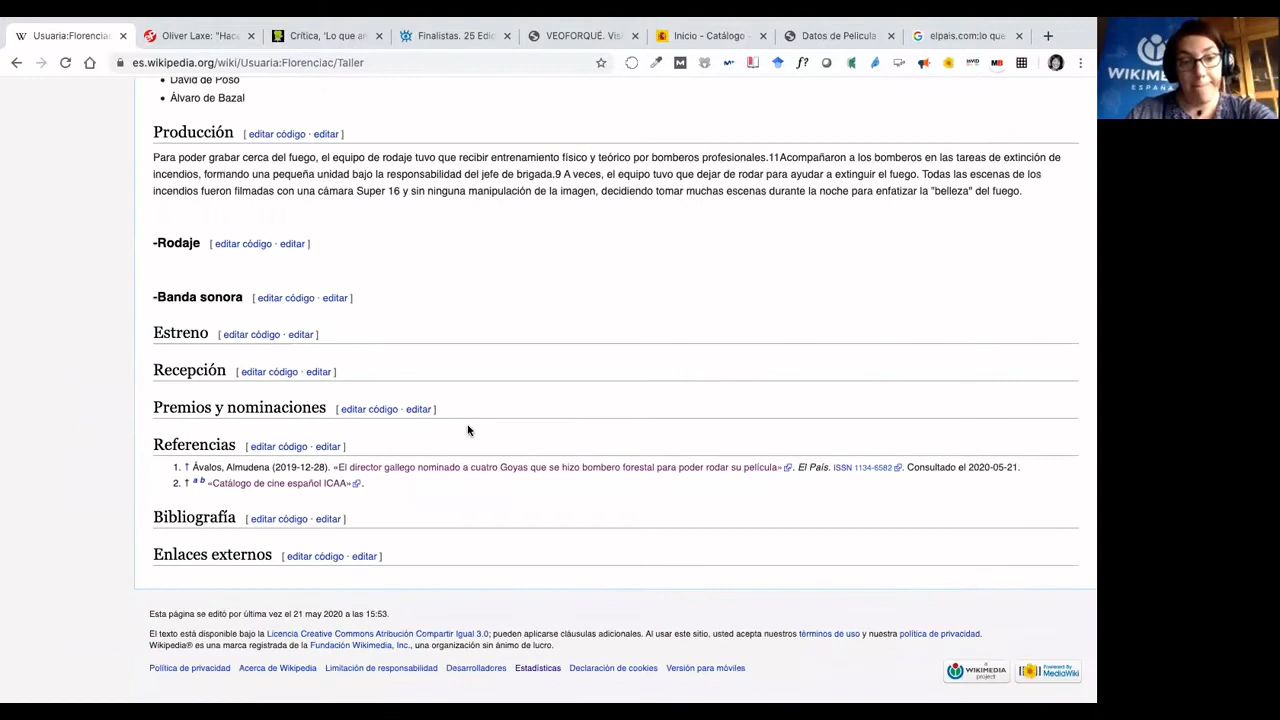 Usuaria:Florenciac
Oliver Laxe: "Hace
Crítica, 'Lo que ar
Finalistas. 25 Edic
VEOFORQUÉ. Vis
Inicio - Catálogo
Datos de Película
elpais.com:lo que
es.wikipedia.org/wiki/Usuaria:Florenciac/Taller
David de Poso
Álvaro de Bazal
Producción [ editar código · editar ]
Para poder grabar cerca del fuego, el equipo de rodaje tuvo que recibir entrenamiento físico y teórico por bomberos profesionales.11Acompañaron a los bomberos en las tareas de extinción de
incendios, formando una pequeña unidad bajo la responsabilidad del jefe de brigada.9 A veces, el equipo tuvo que dejar de rodar para ayudar a extinguir el fuego. Todas las escenas de los
incendios fueron filmadas con una cámara Super 16 y sin ninguna manipulación de la imagen, decidiendo tomar muchas escenas durante la noche para enfatizar la "belleza" del fuego.
-Rodaje [ editar código · editar ]
-Banda sonora [ editar código · editar ]
Estreno [ editar código · editar ]
Recepción [ editar código · editar ]
Premios y nominaciones [ editar código · editar ]
Referencias [ editar código · editar ]
1. ↑ Ávalos, Almudena (2019-12-28). «El director gallego nominado a cuatro Goyas que se hizo bombero forestal para poder rodar su película». El País. ISSN 1134-6582. Consultado el 2020-05-21.
2. ↑ a b «Catálogo de cine español ICAA».
Bibliografía [ editar código · editar ]
Enlaces externos [ editar código · editar ]
Esta página se editó por última vez el 21 may 2020 a las 15:53.
El texto está disponible bajo la Licencia Creative Commons Atribución Compartir Igual 3.0; pueden aplicarse cláusulas adicionales. Al usar este sitio, usted acepta nuestros términos de uso y nuestra política de privacidad.
Wikipedia® es una marca registrada de la Fundación Wikimedia, Inc., una organización sin ánimo de lucro.
Política de privacidad Acerca de Wikipedia Limitación de responsabilidad Desarrolladores Estadísticas Declaración de cookies Versión para móviles
a WIKIMEDIA project
Powered By MediaWiki
WIKIMEDIA
ESPAÑA